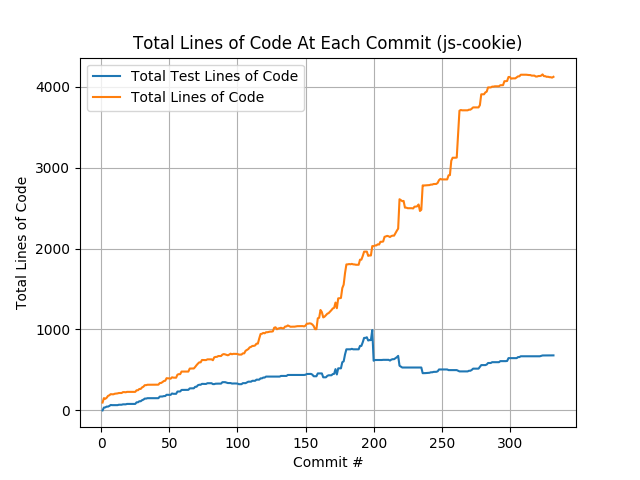 Total Lines of Code At Each Commit (js-cookie)
Total Test Lines of Code
Total Lines of Code
Total Lines of Code
4000
3000
2000
1000
0
0 50 100 150 200 250 300
Commit #